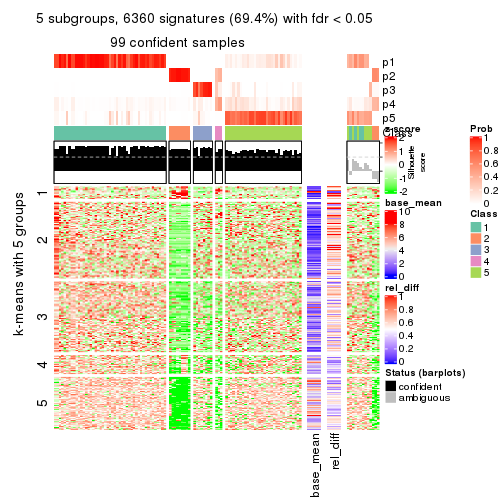 5 subgroups, 6360 signatures (69.4%) with fdr < 0.05
99 confident samples
p1
p2
p3
p4
p5
Class
k-means with 5 groups
1
2
3
4
5
base_mean
rel_diff
z-score
2
1
0
-1
-2
Silhouette
score
base_mean
10
8
6
4
2
0
rel_diff
1
0.8
0.6
0.4
0.2
0
Status (barplots)
confident
ambiguous
Prob
1
0.8
0.6
0.4
0.2
0
Class
1
2
3
4
5